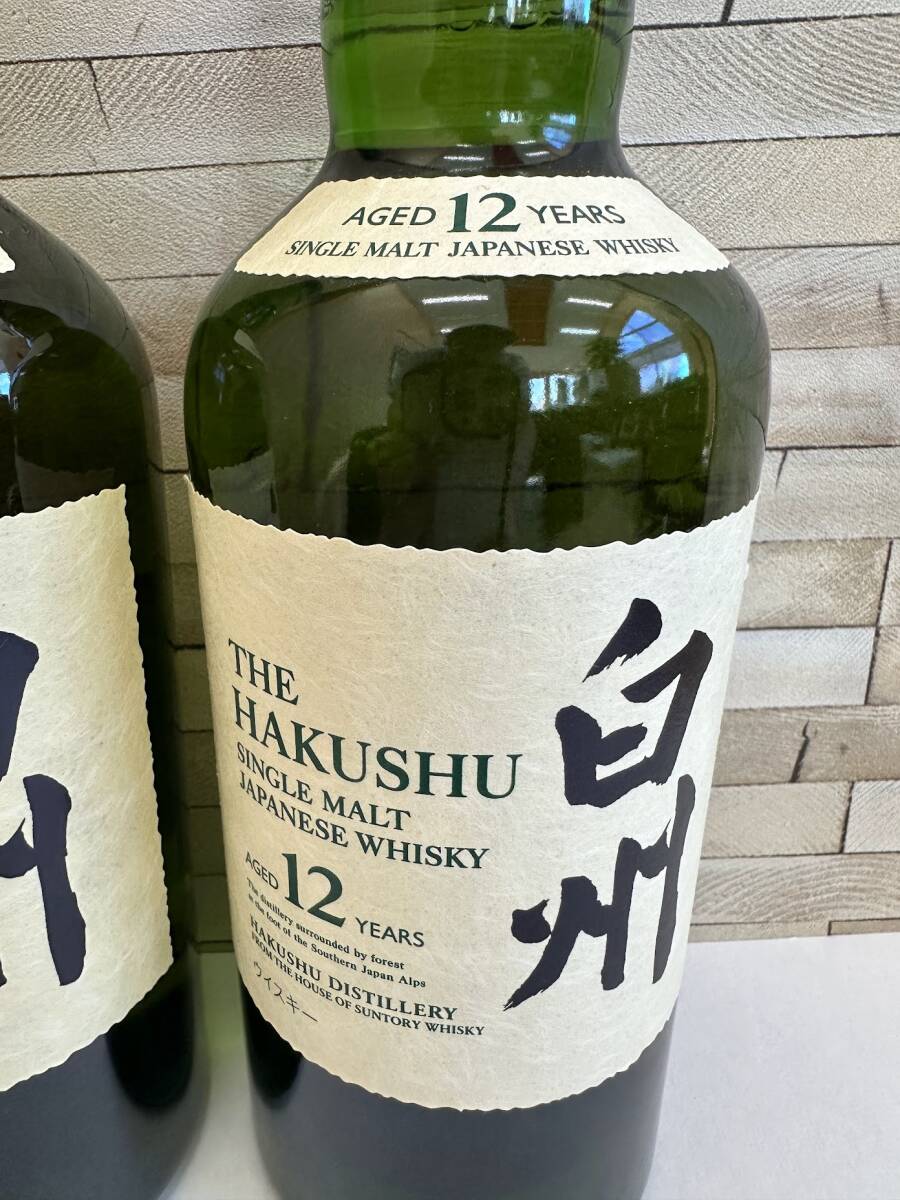 AGED 12 YEARS
SINGLE MALT JAPANESE WHISKY
THE
HAKUSHU
SINGLE MALT
JAPANESE WHISKY
AGED 12 YEARS
The distillery surrounded by forest
at the foot of the Southern Japan Alps
HAKUSHU DISTILLERY
FROM THE HOUSE OF SUNTORY WHISKY
ウイスキー
白州